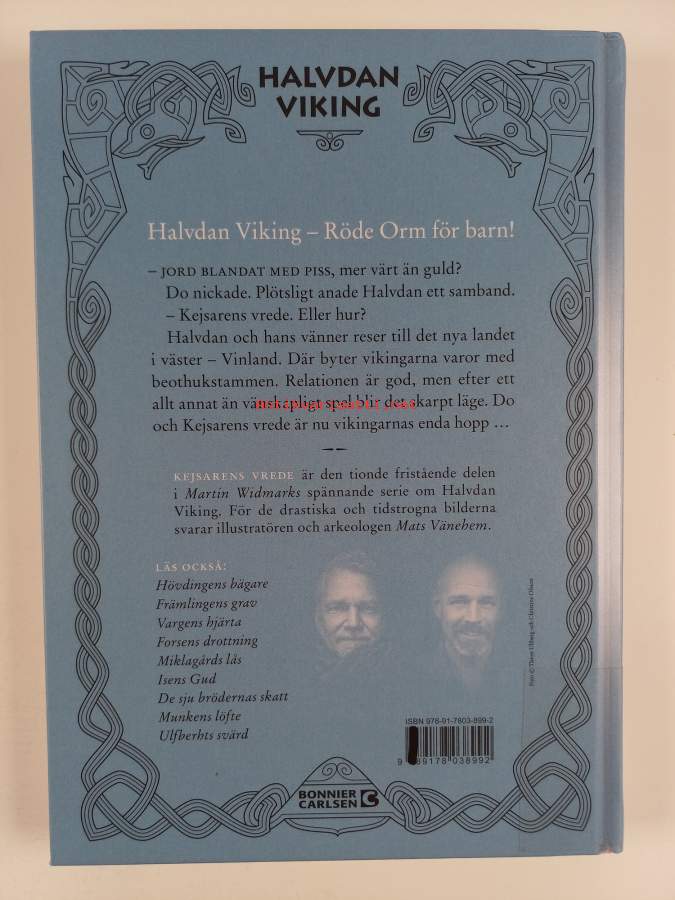 HALVDAN
VIKING
Halvdan Viking – Röde Orm för barn!
– JORD BLANDAT MED PISS, mer värt än guld?
Do nickade. Plötsligt anade Halvdan ett samband.
– Kejsarens vrede. Eller hur?
Halvdan och hans vänner reser till det nya landet
i väster – Vinland. Där byter vikingarna varor med
beothukstammen. Relationen är god, men efter ett
allt annat än vänskapligt spel blir det skarpt läge. Do
och Kejsarens vrede är nu vikingarnas enda hopp ...
KEJSARENS VREDE är den tionde fristående delen
i Martin Widmarks spännande serie om Halvdan
Viking. För de drastiska och tidstrogna bilderna
svarar illustratören och arkeologen Mats Vänehem.
LÄS OCKSÅ:
Hövdingens bägare
Främlingens grav
Vargens hjärta
Forsens drottning
Miklagårds lås
Isens Gud
De sju brödernas skatt
Munkens löfte
Ulfberhts svärd
ISBN 978-91-7803-899-2
9 789178 038992
BONNIER
CARLSEN